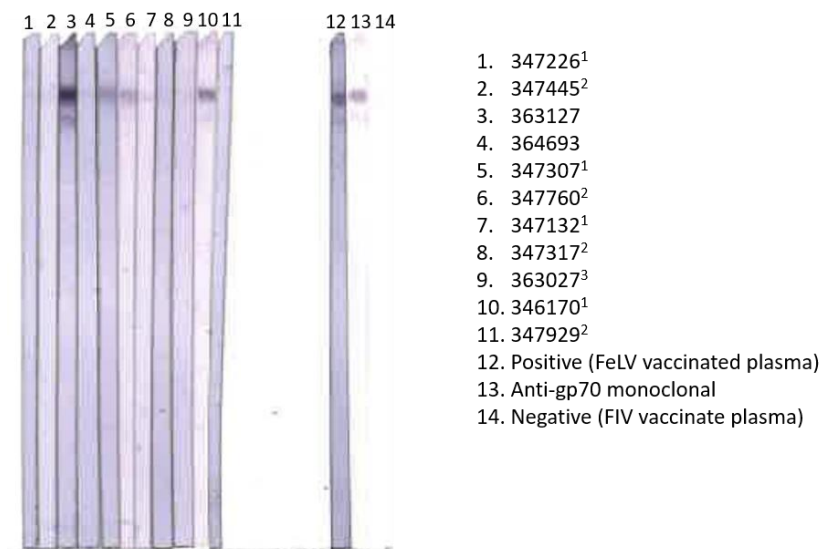 1 2 3 4 5 6 7 8 9 10 11 12 13 14
1. 347226¹
2. 347445²
3. 363127
4. 364693
5. 347307¹
6. 347760²
7. 347132¹
8. 347317²
9. 363027³
10. 346170¹
11. 347929²
12. Positive (FeLV vaccinated plasma)
13. Anti-gp70 monoclonal
14. Negative (FIV vaccinate plasma)